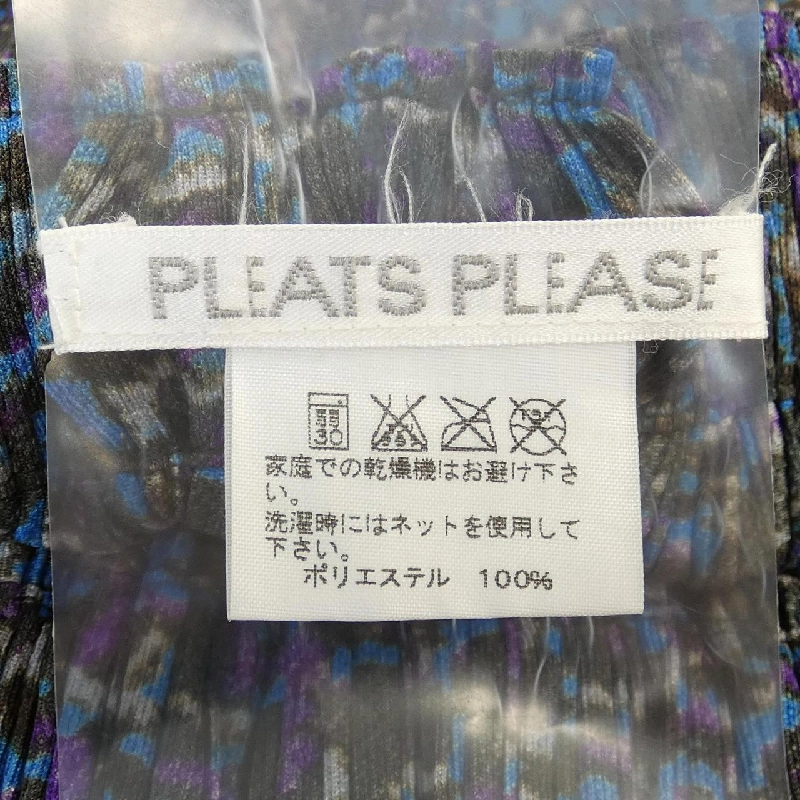 PLEATS PLEASE
弱
30
家庭での乾燥機はお避け下さ
い。
洗濯時にはネットを使用して
下さい。
ポリエステル 100%